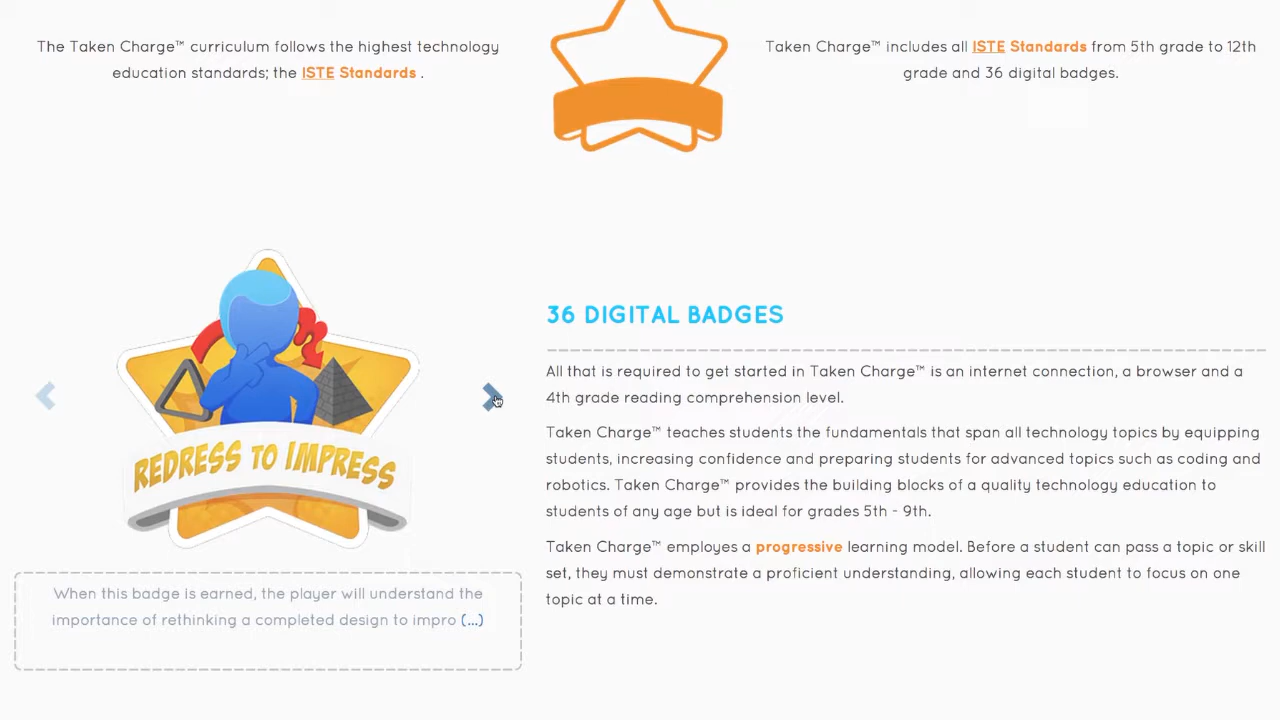 The Taken Charge™ curriculum follows the highest technology
education standards; the ISTE Standards .
Taken Charge™ includes all ISTE Standards from 5th grade to 12th
grade and 36 digital badges.
REDRESS TO IMPRESS
When this badge is earned, the player will understand the
importance of rethinking a completed design to impro (...)
36 DIGITAL BADGES
All that is required to get started in Taken Charge™ is an internet connection, a browser and a
4th grade reading comprehension level.
Taken Charge™ teaches students the fundamentals that span all technology topics by equipping
students, increasing confidence and preparing students for advanced topics such as coding and
robotics. Taken Charge™ provides the building blocks of a quality technology education to
students of any age but is ideal for grades 5th - 9th.
Taken Charge™ employes a progressive learning model. Before a student can pass a topic or skill
set, they must demonstrate a proficient understanding, allowing each student to focus on one
topic at a time.